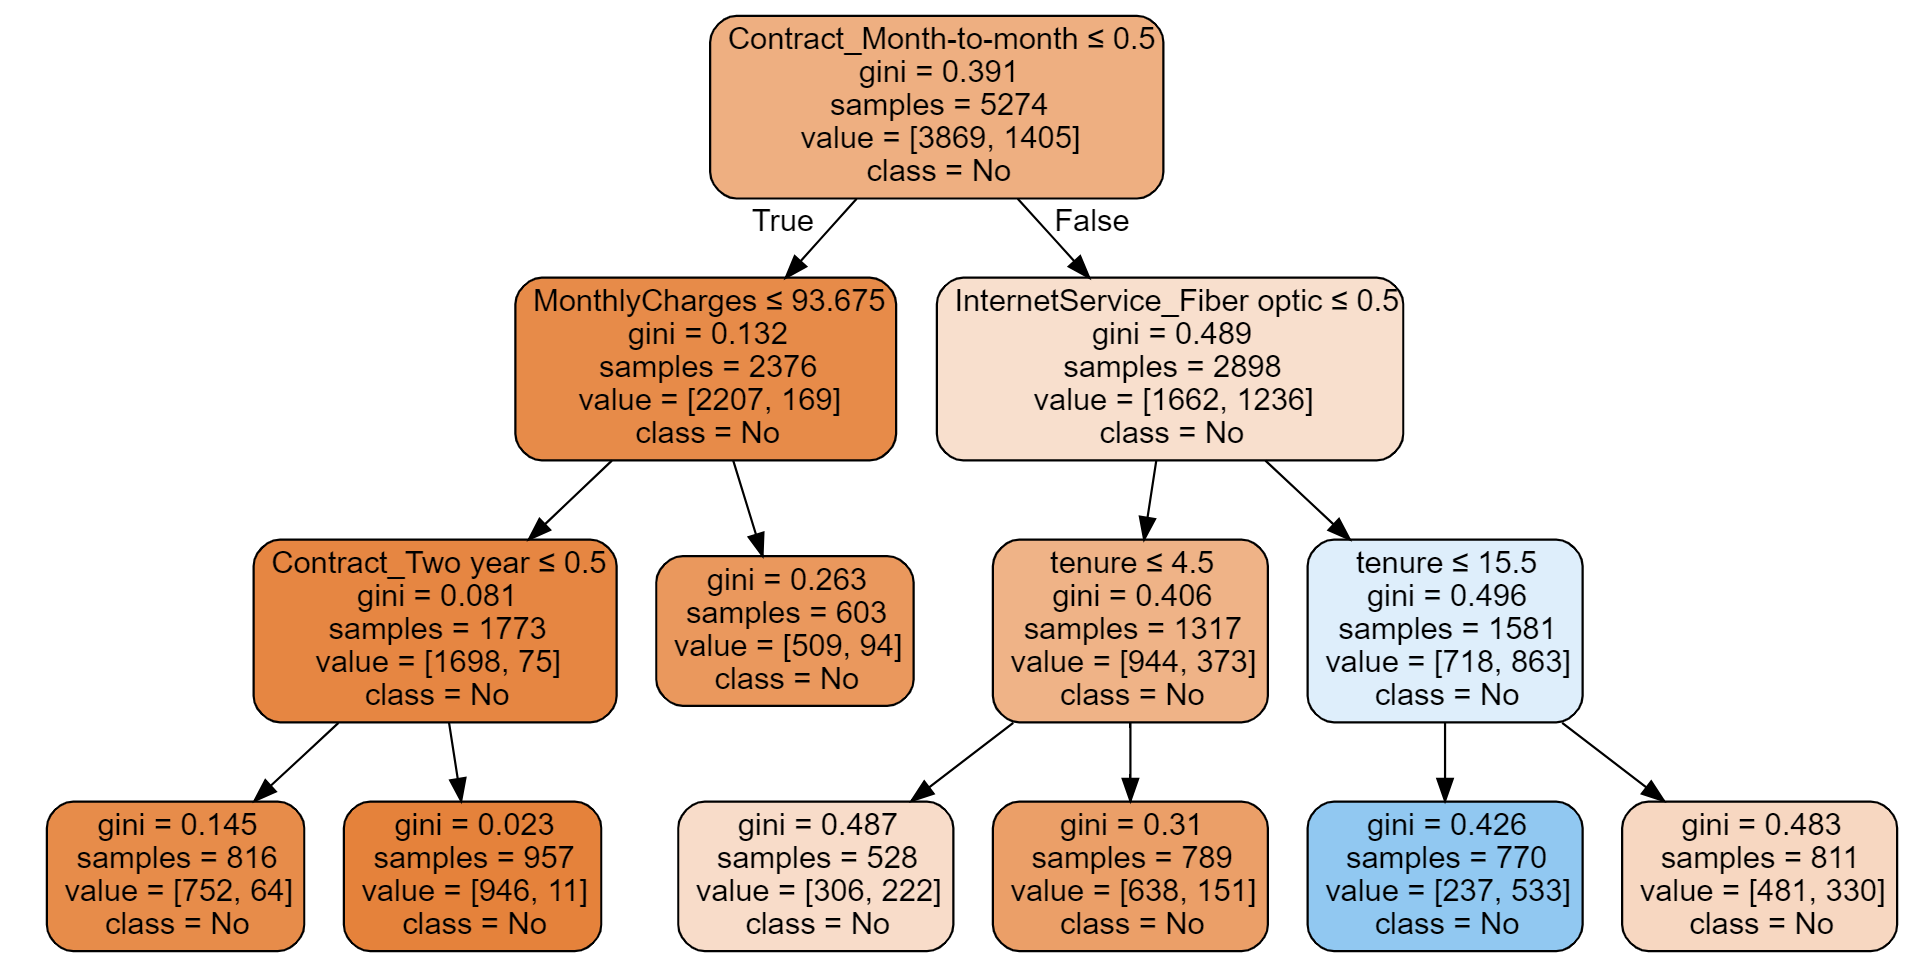 Contract_Month-to-month ≤ 0.5
gini = 0.391
samples = 5274
value = [3869, 1405]
class = No
True
False
MonthlyCharges ≤ 93.675
gini = 0.132
samples = 2376
value = [2207, 169]
class = No
InternetService_Fiber optic ≤ 0.5
gini = 0.489
samples = 2898
value = [1662, 1236]
class = No
Contract_Two year ≤ 0.5
gini = 0.081
samples = 1773
value = [1698, 75]
class = No
gini = 0.263
samples = 603
value = [509, 94]
class = No
tenure ≤ 4.5
gini = 0.406
samples = 1317
value = [944, 373]
class = No
tenure ≤ 15.5
gini = 0.496
samples = 1581
value = [718, 863]
class = No
gini = 0.145
samples = 816
value = [752, 64]
class = No
gini = 0.023
samples = 957
value = [946, 11]
class = No
gini = 0.487
samples = 528
value = [306, 222]
class = No
gini = 0.31
samples = 789
value = [638, 151]
class = No
gini = 0.426
samples = 770
value = [237, 533]
class = No
gini = 0.483
samples = 811
value = [481, 330]
class = No